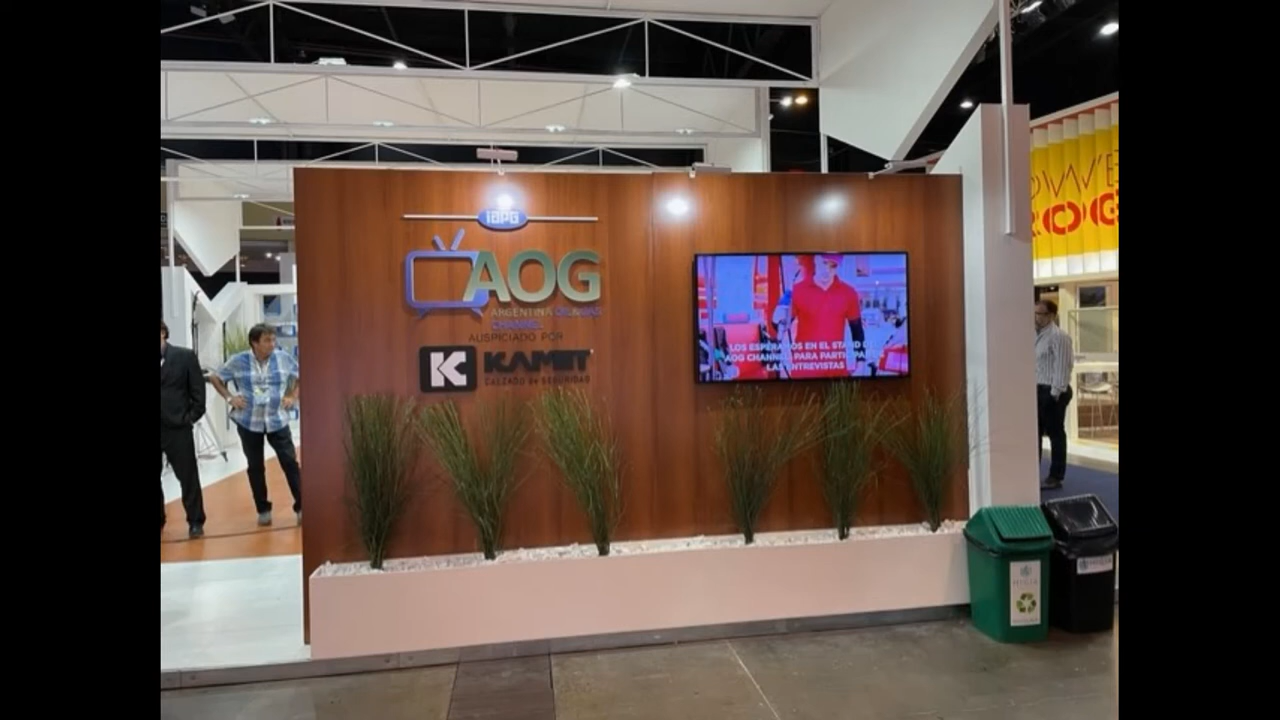 IAPG
AOG
ARGENTINA OIL&GAS
CHANNEL
AUSPICIADO POR
K KAMET
CALZADO de SEGURIDAD
LOS ESPERAMOS EN EL STAND D
AOG CHANNEL PARA PARTICIPA
LAS ENTREVISTAS